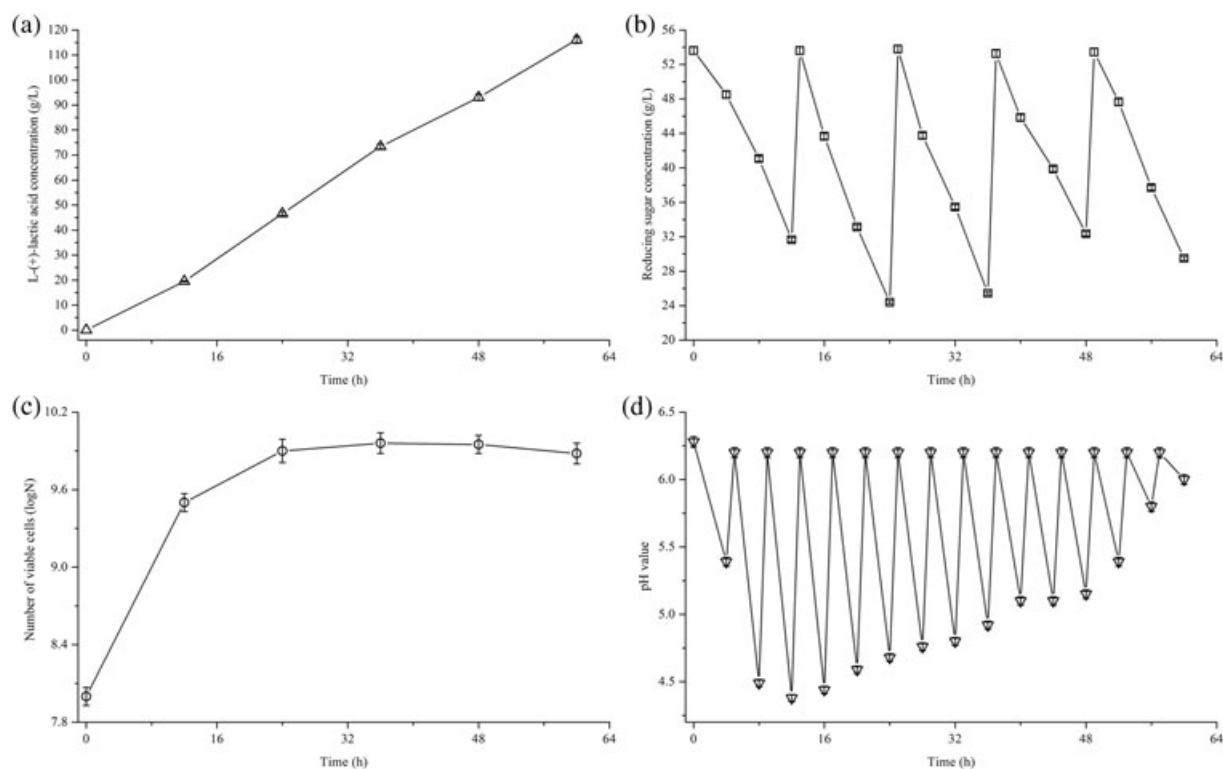 (a)
120
110
100
90
80
70
60
50
40
30
20
10
0
L-(+)-lactic acid concentration (g/L)
0 16 32 48 64
Time (h)
(b)
56
52
48
44
40
36
32
28
24
20
Reducing sugar concentration (g/L)
0 16 32 48 64
Time (h)
(c)
10.2
9.6
9.0
8.4
7.8
Number of viable cells (logN)
0 16 32 48 64
Time (h)
(d)
6.5
6.0
5.5
5.0
4.5
pH value
0 16 32 48 64
Time (h)